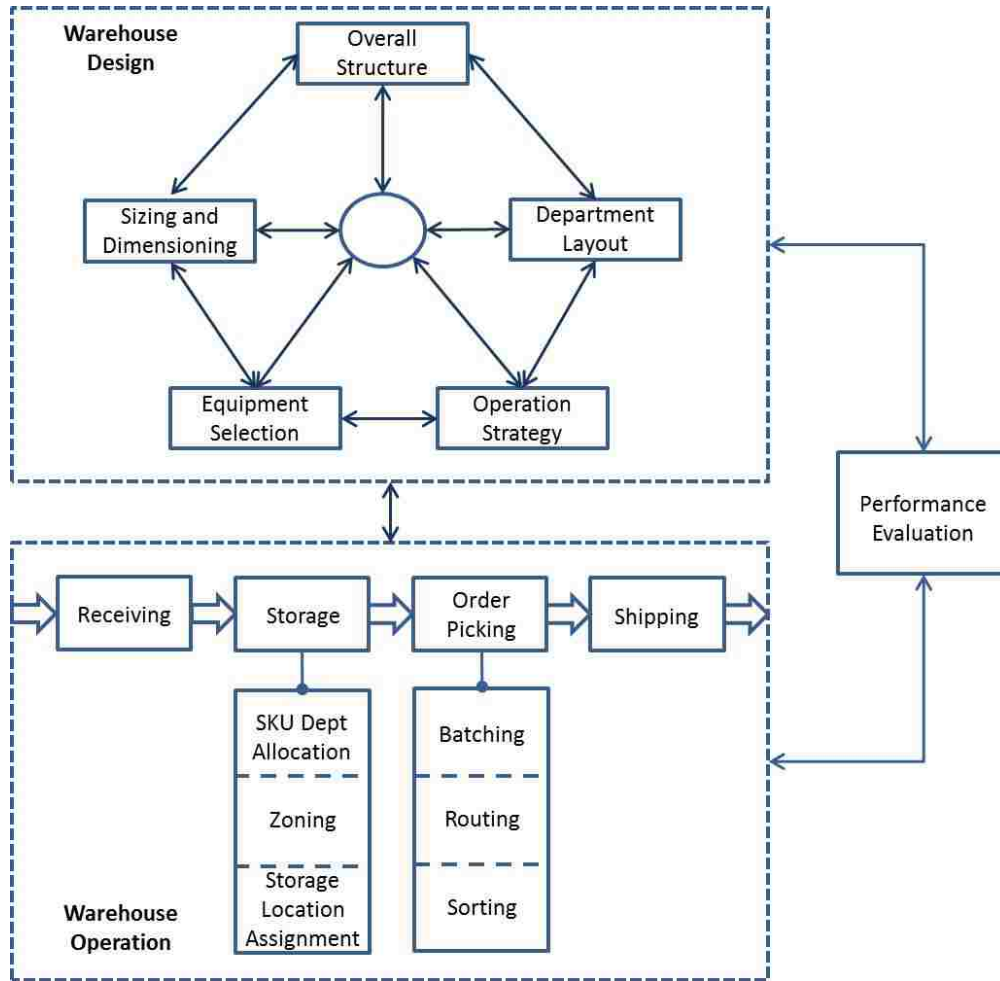 Warehouse
Design
Overall
Structure
Sizing and
Dimensioning
Department
Layout
Equipment
Selection
Operation
Strategy
Performance
Evaluation
Receiving
Storage
Order
Picking
Shipping
SKU Dept
Allocation
Zoning
Storage
Location
Assignment
Batching
Routing
Sorting
Warehouse
Operation